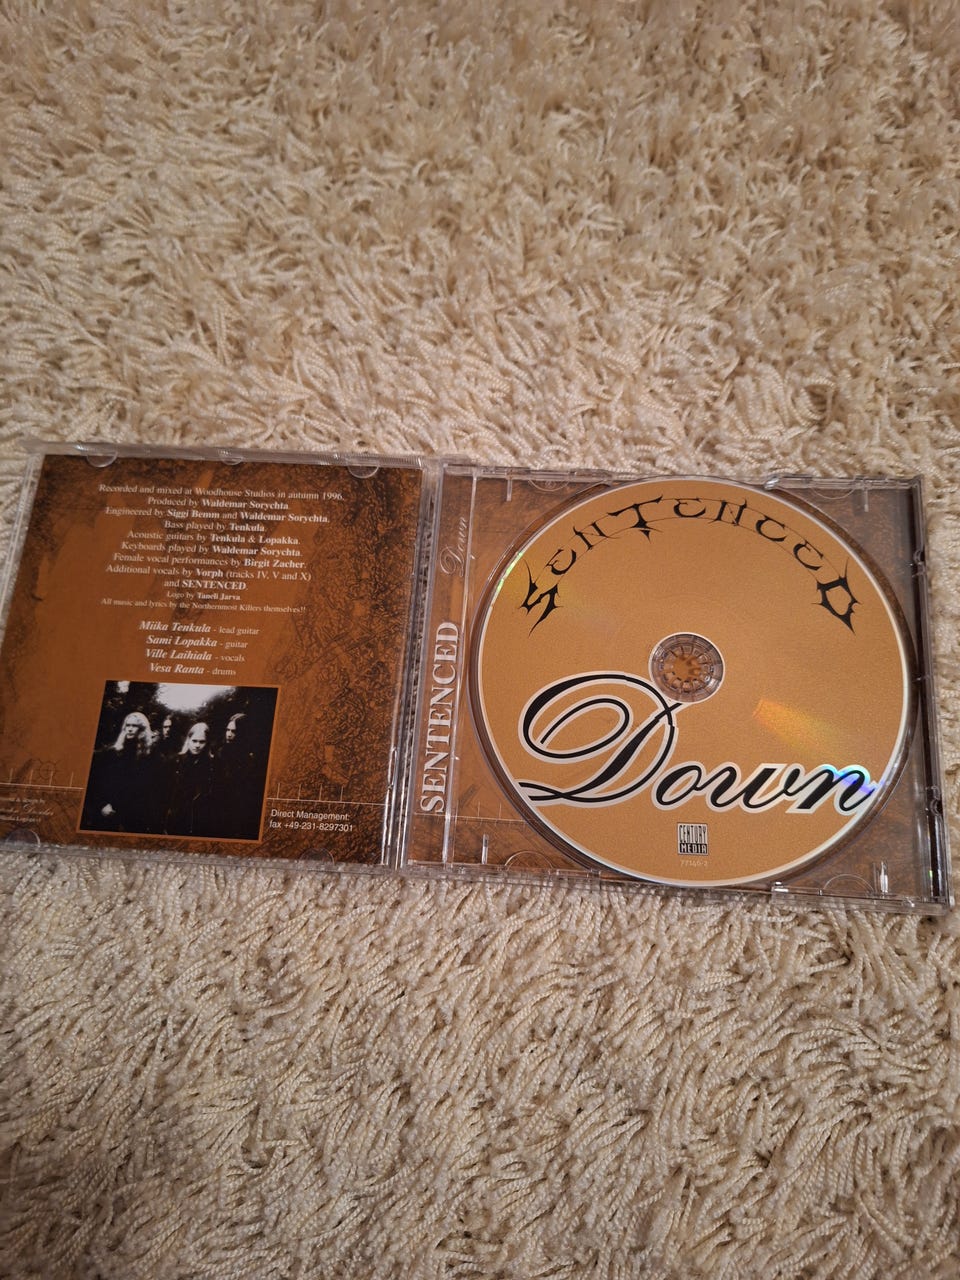 Recorded and mixed at Woodhouse Studios in autumn 1996.
Produced by Waldemar Sorychta.
Engineered by Siggi Bemm and Waldemar Sorychta.
Bass played by Tenkula.
Acoustic guitars by Tenkula & Lopakka.
Keyboards played by Waldemar Sorychta.
Female vocal performances by Birgit Zacher.
Additional vocals by Vorph (tracks IV, V and X)
and SENTENCED.
Logo by Taneli Jarva.
All music and lyrics by the Northernmost Killers themselves!!
Miika Tenkula - lead guitar
Sami Lopakka - guitar
Ville Laihiala - vocals
Vesa Ranta - drums
Direct Management:
fax +49-231-8297301
SENTENCED Down
SENTENCED
Down
CENTURY
MEDIA
77146-2